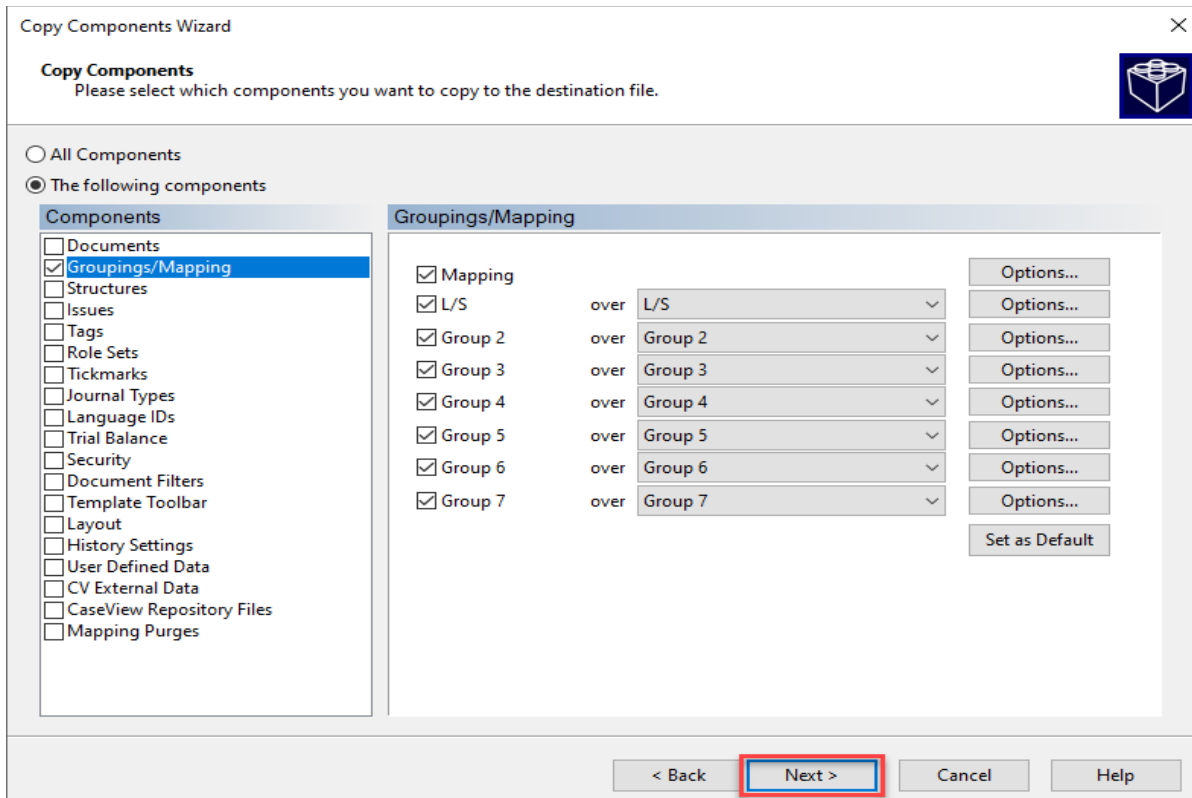 Copy Components Wizard
Copy Components
Please select which components you want to copy to the destination file.
All Components
The following components
Components
Documents
Groupings/Mapping
Structures
Issues
Tags
Role Sets
Tickmarks
Journal Types
Language IDs
Trial Balance
Security
Document Filters
Template Toolbar
Layout
History Settings
User Defined Data
CV External Data
CaseView Repository Files
Mapping Purges
Groupings/Mapping
Mapping Options...
L/S over L/S Options...
Group 2 over Group 2 Options...
Group 3 over Group 3 Options...
Group 4 over Group 4 Options...
Group 5 over Group 5 Options...
Group 6 over Group 6 Options...
Group 7 over Group 7 Options...
Set as Default
< Back Next > Cancel Help